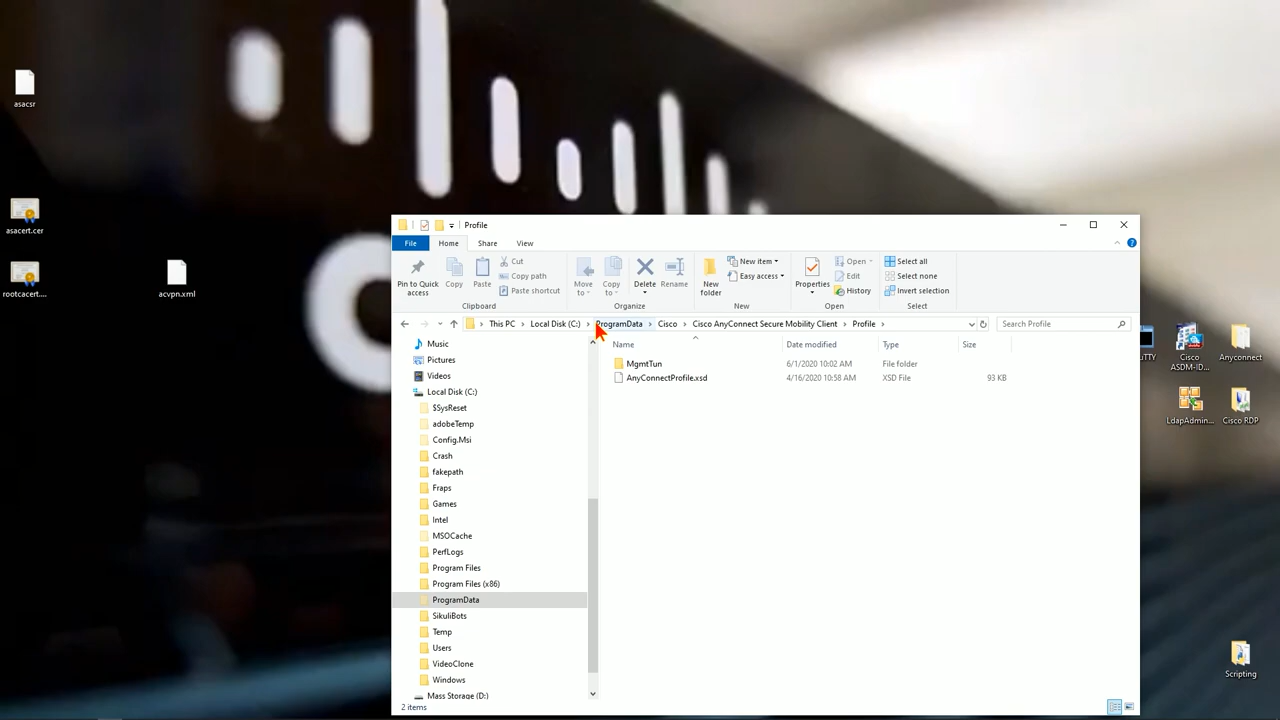 asacsr
asacert.cer
rootcacert....
acvpn.xml
Profile
File
Home
Share
View
Pin to Quick access
Copy
Paste
Cut
Copy path
Paste shortcut
Clipboard
Move to
Copy to
Delete
Rename
Organize
New folder
New item
Easy access
New
Properties
Open
Edit
History
Open
Select all
Select none
Invert selection
Select
This PC
Local Disk (C:)
ProgramData
Cisco
Cisco AnyConnect Secure Mobility Client
Profile
Search Profile
Name
Date modified
Type
Size
MgmtTun
6/1/2020 10:02 AM
File folder
AnyConnectProfile.xsd
4/16/2020 10:58 AM
XSD File
93 KB
Music
Pictures
Videos
Local Disk (C:)
$SysReset
adobeTemp
Config.Msi
Crash
fakepath
Fraps
Games
Intel
MSOCache
PerfLogs
Program Files
Program Files (x86)
ProgramData
SikuliBots
Temp
Users
VideoClone
Windows
Mass Storage (D:)
2 items
Cisco
ASDM-ID...
Anyconnect
LdapAdmin...
Cisco RDP
Scripting